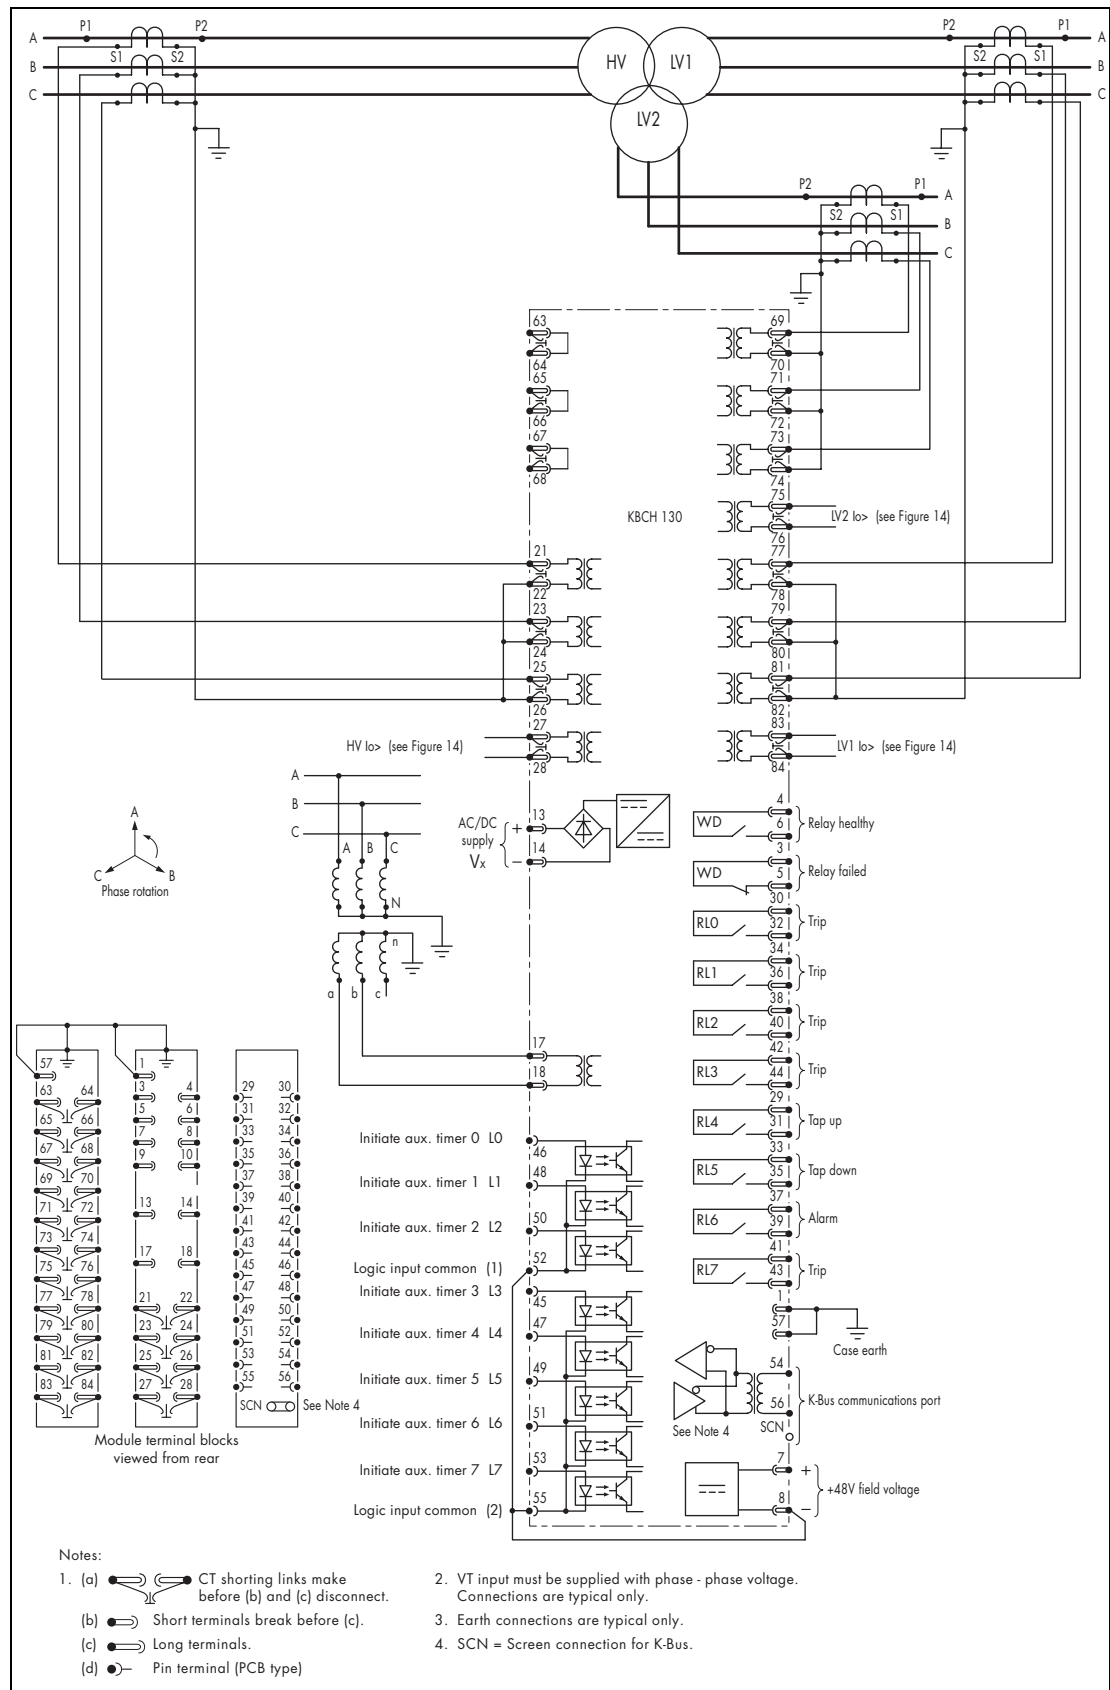 A P1 P2 P2 P1 A
S1 S2 S2 S1
B HV LV1 B
C C
LV2
P2 P1 A
S2 S1
B
C
63 69
64 70
65 71
66 72
67 73
68 74
75
KBCH 130 LV2 Io> (see Figure 14)
76
21 77
22 78
23 79
24 80
25 81
26 82
27 83
HV Io> (see Figure 14) LV1 Io> (see Figure 14)
28 84
A
B
C
A B C
N
n
a b c
A
C B
Phase rotation
AC/DC
supply
Vx
+ 13
− 14
17
18
4
WD 6 Relay healthy
3
WD 5 Relay failed
30
RL0 32 Trip
34
RL1 36 Trip
38
RL2 40 Trip
42
RL3 44 Trip
29
RL4 31 Tap up
33
RL5 35 Tap down
37
RL6 39 Alarm
41
RL7 43 Trip
1
57
Case earth
54
K-Bus communications port
56
SCN
See Note 4
7
+
+48V field voltage
8
−
Initiate aux. timer 0 L0
46
Initiate aux. timer 1 L1
48
Initiate aux. timer 2 L2
50
Logic input common (1)
52
Initiate aux. timer 3 L3
45
Initiate aux. timer 4 L4
47
Initiate aux. timer 5 L5
49
Initiate aux. timer 6 L6
51
Initiate aux. timer 7 L7
53
Logic input common (2)
55
57
63 64
65 66
67 68
69 70
71 72
73 74
75 76
77 78
79 80
81 82
83 84
1
3 4
5 6
7 8
9 10
13 14
17 18
21 22
23 24
25 26
27 28
29 30
31 32
33 34
35 36
37 38
39 40
41 42
43 44
45 46
47 48
49 50
51 52
53 54
55 56
SCN See Note 4
Module terminal blocks
viewed from rear
Notes:
1. (a) CT shorting links make
before (b) and (c) disconnect.
(b) Short terminals break before (c).
(c) Long terminals.
(d) Pin terminal (PCB type)
2. VT input must be supplied with phase - phase voltage.
Connections are typical only.
3. Earth connections are typical only.
4. SCN = Screen connection for K-Bus.